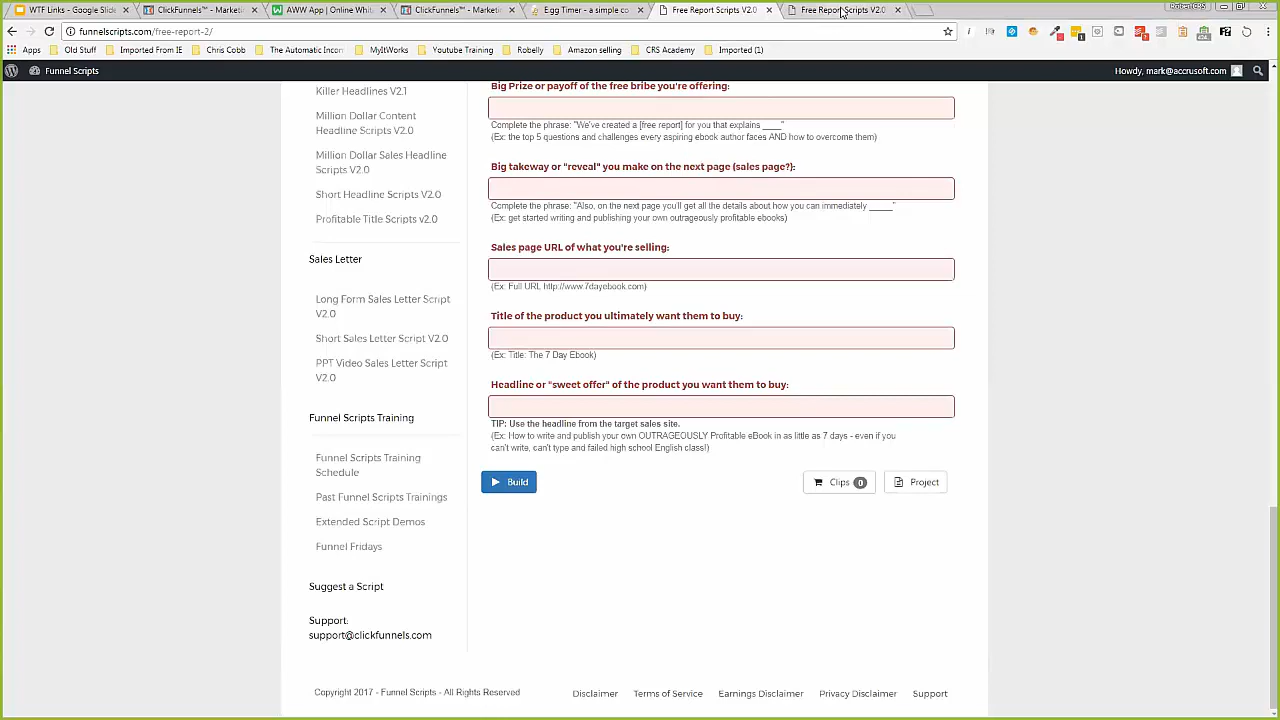 WTF Links - Google Slide
ClickFunnels™ - Marketi
AWW App | Online Whit
ClickFunnels™ - Marketi
Egg Timer - a simple co
Free Report Scripts V2.0
Free Report Scripts V2.0
RobertCRS
funnelscripts.com/free-report-2/
Apps
Old Stuff
Imported From IE
Chris Cobb
The Automatic Incom
MyItWorks
Youtube Training
Robelly
Amazon selling
CRS Academy
Imported (1)
Funnel Scripts
Howdy, mark@accrusoft.com
Killer Headlines V2.1
Million Dollar Content
Headline Scripts V2.0
Million Dollar Sales Headline
Scripts V2.0
Short Headline Scripts V2.0
Profitable Title Scripts v2.0
Sales Letter
Long Form Sales Letter Script
V2.0
Short Sales Letter Script V2.0
PPT Video Sales Letter Script
V2.0
Funnel Scripts Training
Funnel Scripts Training
Schedule
Past Funnel Scripts Trainings
Extended Script Demos
Funnel Fridays
Suggest a Script
Support:
support@clickfunnels.com
Big Prize or payoff of the free bribe you're offering:
Complete the phrase: "We've created a [free report] for you that explains ____"
(Ex: the top 5 questions and challenges every aspiring ebook author faces AND how to overcome them)
Big takeway or "reveal" you make on the next page (sales page?):
Complete the phrase: "Also, on the next page you'll get all the details about how you can immediately _____"
(Ex: get started writing and publishing your own outrageously profitable ebooks)
Sales page URL of what you're selling:
(Ex: Full URL http://www.7dayebook.com)
Title of the product you ultimately want them to buy:
(Ex: Title: The 7 Day Ebook)
Headline or "sweet offer" of the product you want them to buy:
TIP: Use the headline from the target sales site.
(Ex: How to write and publish your own OUTRAGEOUSLY Profitable eBook in as little as 7 days - even if you
can't write, can't type and failed high school English class!)
Build
Clips 0
Project
Copyright 2017 - Funnel Scripts - All Rights Reserved
Disclaimer
Terms of Service
Earnings Disclaimer
Privacy Disclaimer
Support